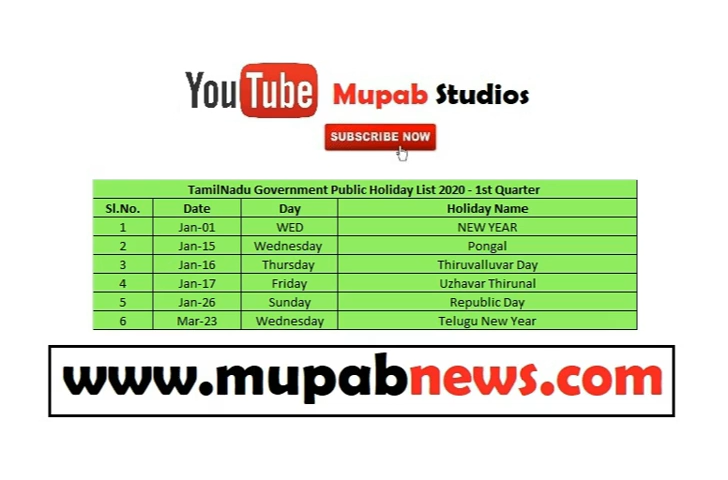 YouTube Mupab Studios
SUBSCRIBE NOW
TamilNadu Government Public Holiday List 2020 - 1st Quarter
Sl.No. Date Day Holiday Name
1 Jan-01 WED NEW YEAR
2 Jan-15 Wednesday Pongal
3 Jan-16 Thursday Thiruvalluvar Day
4 Jan-17 Friday Uzhavar Thirunal
5 Jan-26 Sunday Republic Day
6 Mar-23 Wednesday Telugu New Year
www.mupabnews.com